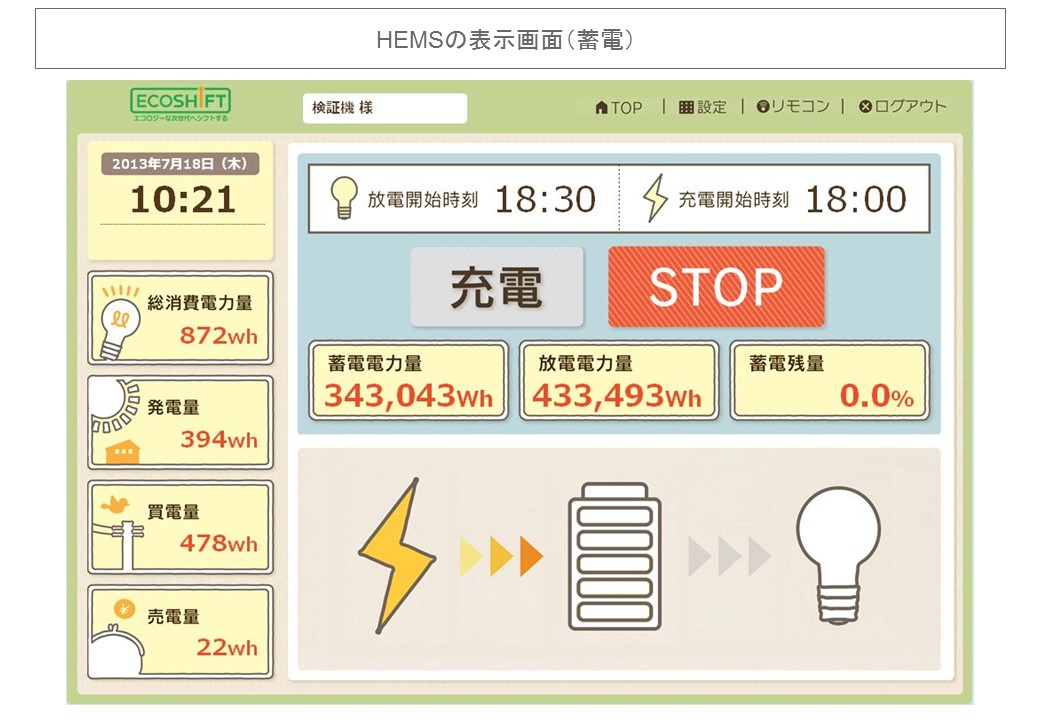 HEMSの表示画面（蓄電）
ECOSHIFT
エコロジーな次世代へシフトする
検証機 様
TOP | 設定 | リモコン | ログアウト
2013年7月18日（木）
10:21
総消費電力量
872wh
発電量
394wh
買電量
478wh
売電量
22wh
放電開始時刻 18:30
充電開始時刻 18:00
充電
STOP
蓄電電力量
343,043Wh
放電電力量
433,493Wh
蓄電残量
0.0%